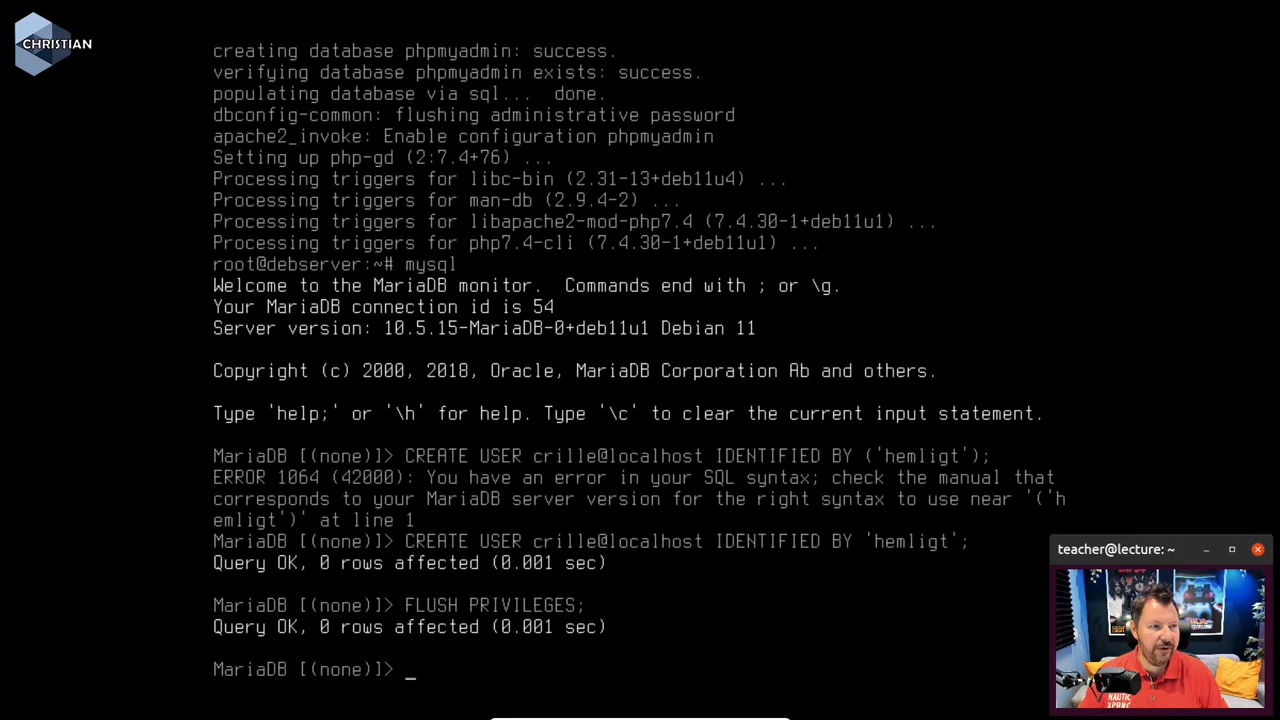 CHRISTIAN
creating database phpmyadmin: success.
verifying database phpmyadmin exists: success.
populating database via sql...  done.
dbconfig-common: flushing administrative password
apache2_invoke: Enable configuration phpmyadmin
Setting up php-gd (2:7.4+76) ...
Processing triggers for libc-bin (2.31-13+deb11u4) ...
Processing triggers for man-db (2.9.4-2) ...
Processing triggers for libapache2-mod-php7.4 (7.4.30-1+deb11u1) ...
Processing triggers for php7.4-cli (7.4.30-1+deb11u1) ...
root@debserver:~# mysql
Welcome to the MariaDB monitor.  Commands end with ; or \g.
Your MariaDB connection id is 54
Server version: 10.5.15-MariaDB-0+deb11u1 Debian 11
Copyright (c) 2000, 2018, Oracle, MariaDB Corporation Ab and others.
Type 'help;' or '\h' for help. Type '\c' to clear the current input statement.
MariaDB [(none)]> CREATE USER crille@localhost IDENTIFIED BY ('hemligt');
ERROR 1064 (42000): You have an error in your SQL syntax; check the manual that
corresponds to your MariaDB server version for the right syntax to use near '('h
emligt')' at line 1
MariaDB [(none)]> CREATE USER crille@localhost IDENTIFIED BY 'hemligt';
Query OK, 0 rows affected (0.001 sec)
MariaDB [(none)]> FLUSH PRIVILEGES;
Query OK, 0 rows affected (0.001 sec)
MariaDB [(none)]> _
teacher@lecture: ~
NAUTIC
XPRNC